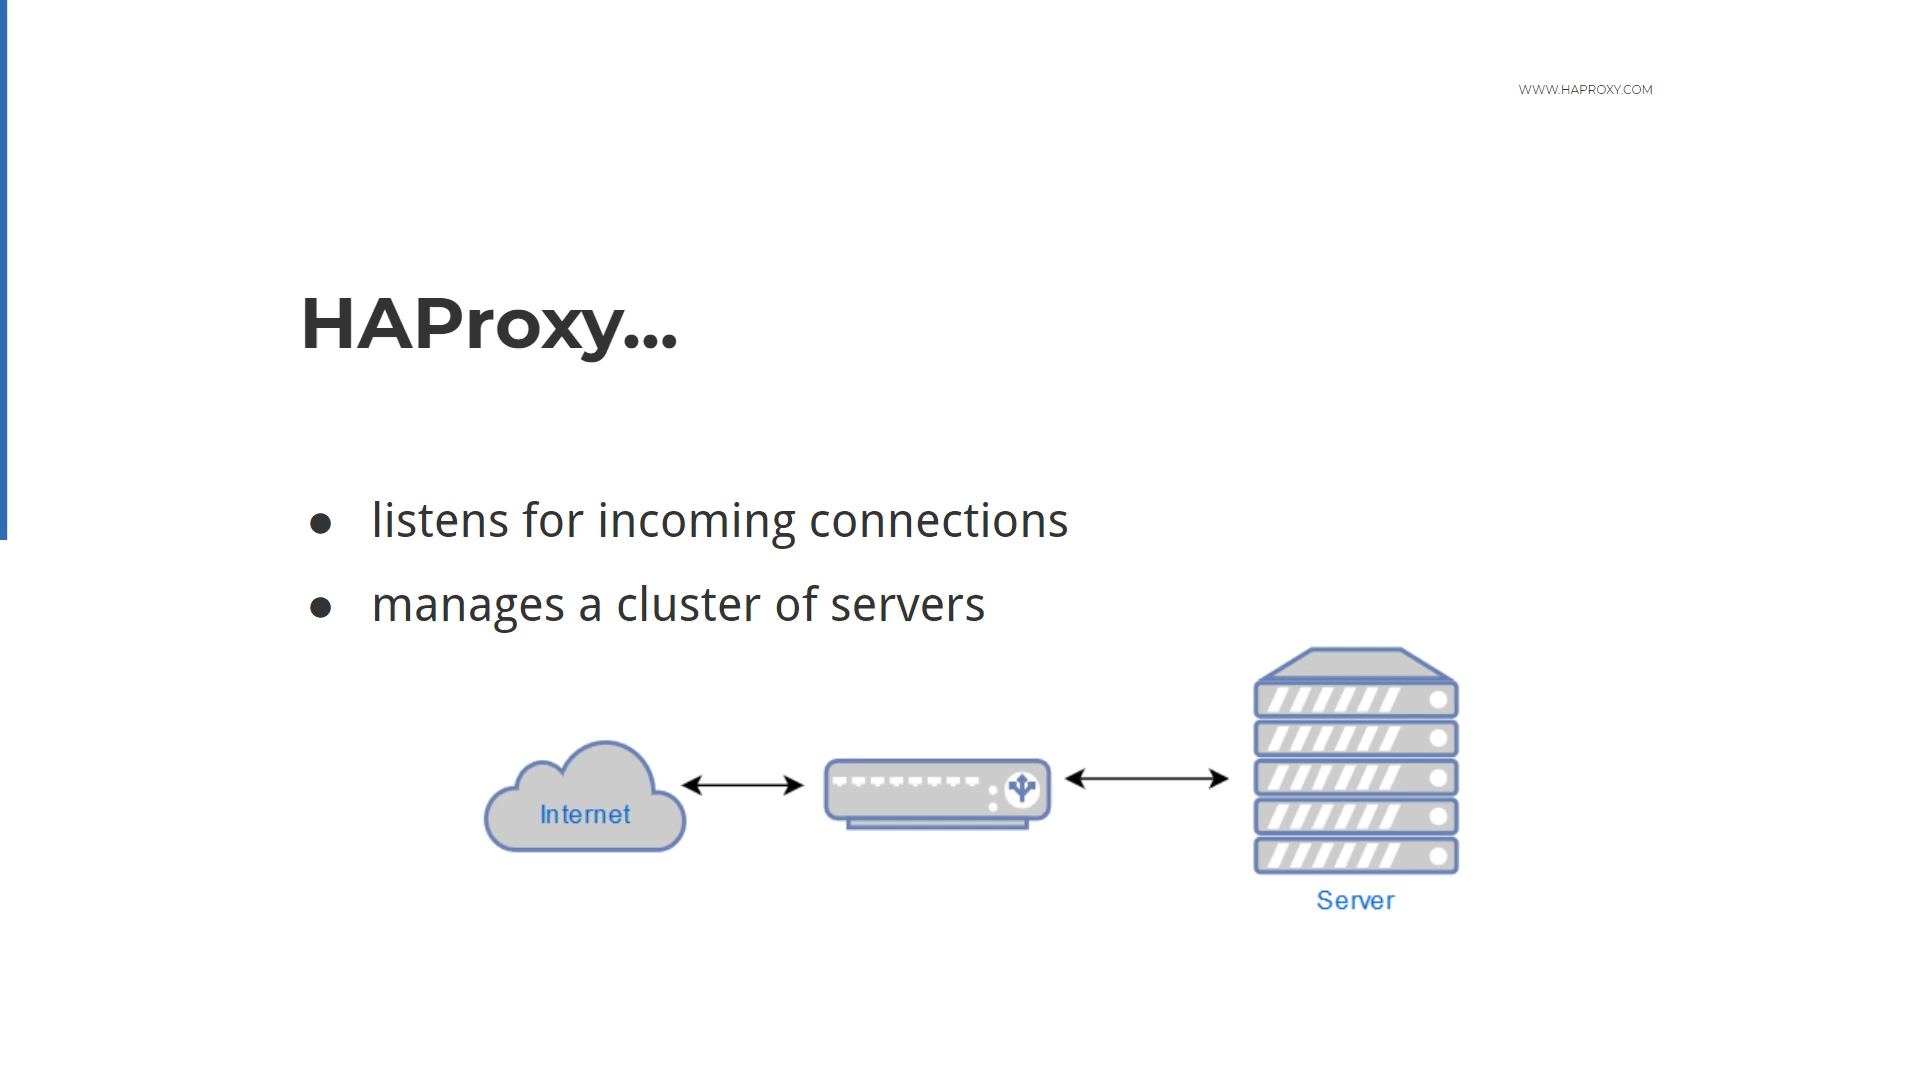 WWW.HAPROXY.COM
HAProxy...
● listens for incoming connections
● manages a cluster of servers
Internet
Server